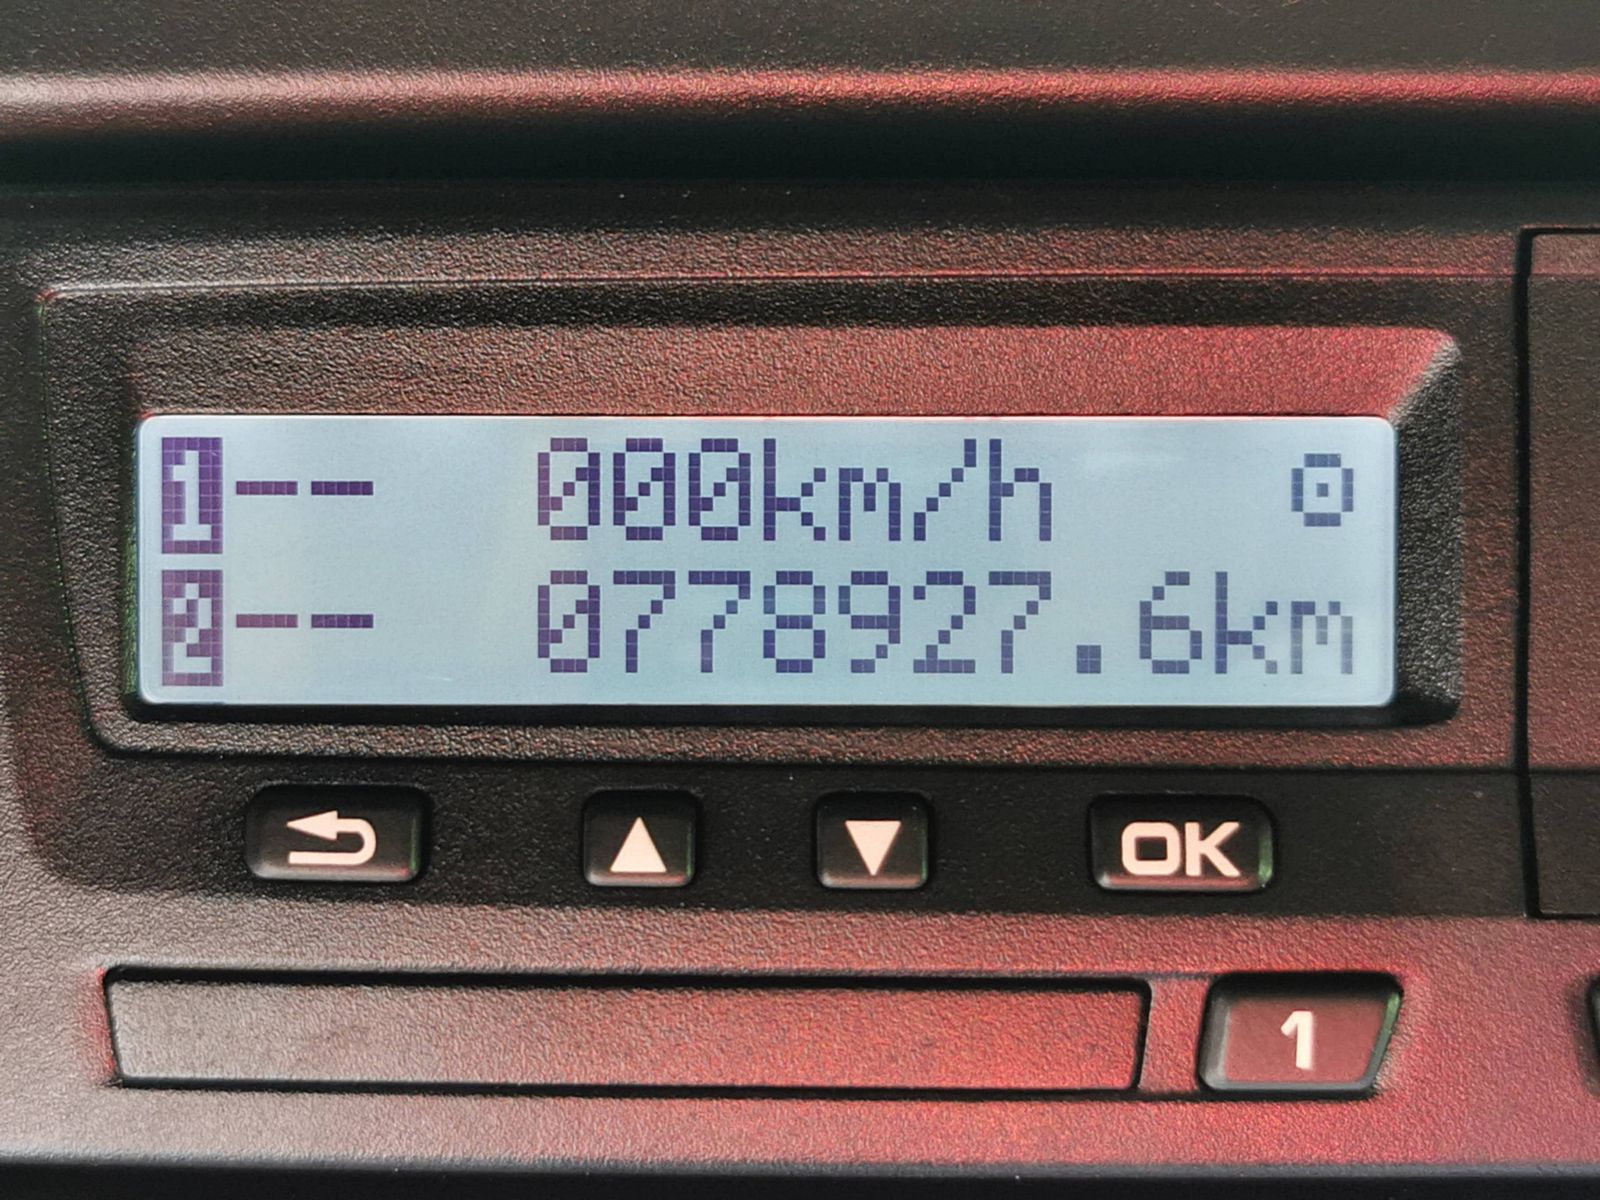 1-- 000km/h ⊙
2-- 0778927.6km
▲ ▼ OK
1